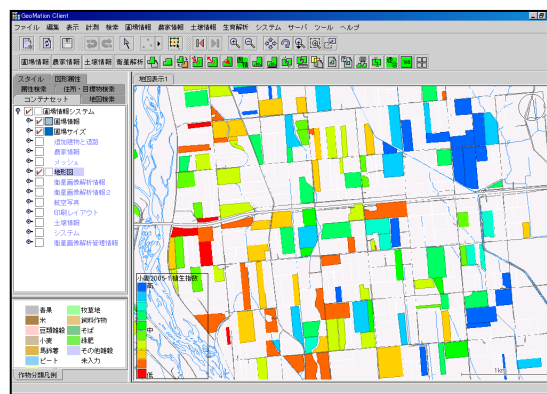 GeoMation Client
ファイル 編集 表示 計測 検索 圃場情報 農家情報 土壌情報 生育解析 システム サーバ ツール ヘルプ
圃場情報 農家情報 土壌情報 衛星解析
スタイル 図形属性
属性検索 住所・目標物検索
コンテナセット 地図検索
地図表示1
圃場情報システム
圃場情報
圃場サイズ
追加建物と道路
農家情報
メッシュ
地形図
衛星画像解析情報
衛星画像解析情報2
航空写真
印刷レイアウト
土壌情報
システム
衛星画像解析管理情報
小麦2005-1植生指数
高
中
低
1km
春果 牧草地
米 飼料作物
豆類雑穀 そば
小麦 緑肥
馬鈴薯 その他雑穀
ビート 未入力
作物分類凡例